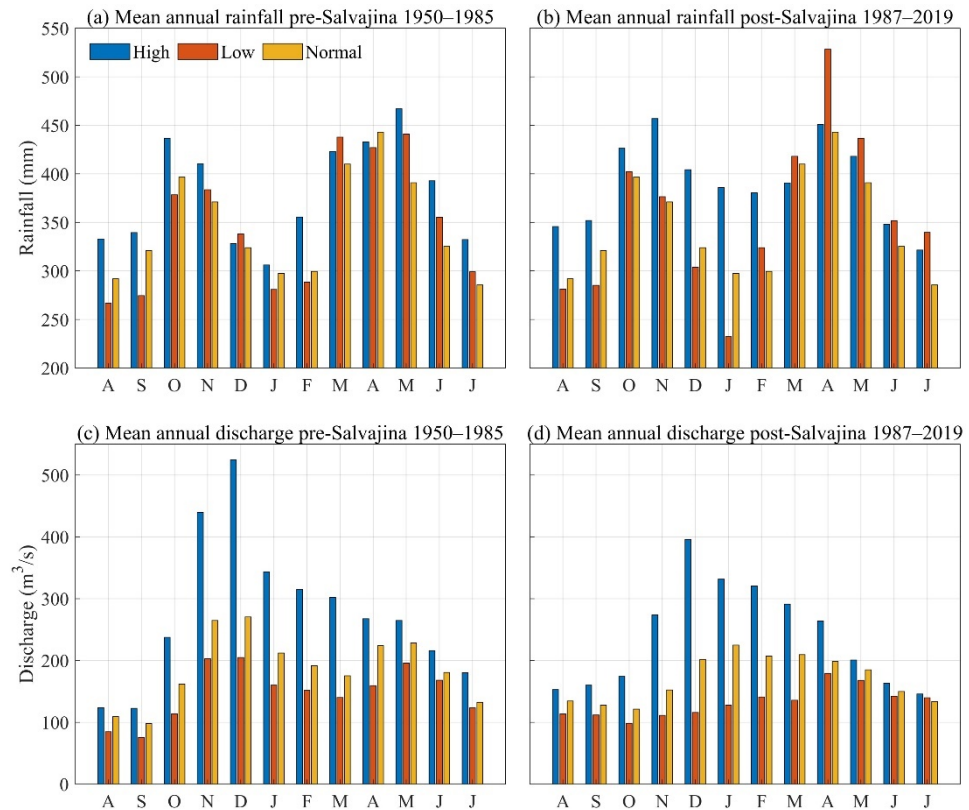 (a) Mean annual rainfall pre-Salvajina 1950–1985
550
500
450
400
350
300
250
200
Rainfall (mm)
High Low Normal
A S O N D J F M A M J J
(b) Mean annual rainfall post-Salvajina 1987–2019
A S O N D J F M A M J J
(c) Mean annual discharge pre-Salvajina 1950–1985
500
400
300
200
100
0
Discharge (m³/s)
A S O N D J F M A M J J
(d) Mean annual discharge post-Salvajina 1987–2019
A S O N D J F M A M J J